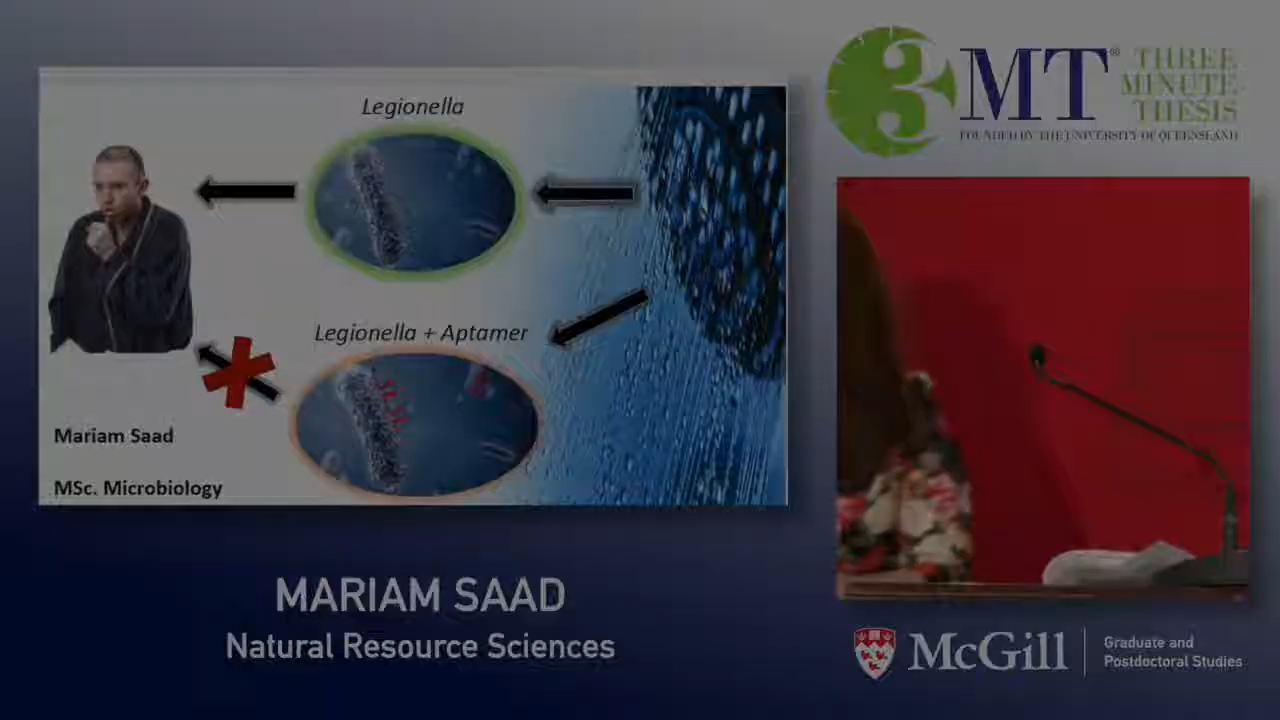 Legionella
Legionella + Aptamer
Mariam Saad
MSc. Microbiology
MARIAM SAAD
Natural Resource Sciences
3MT®
THREE
MINUTE
THESIS
FOUNDED BY THE UNIVERSITY OF QUEENSLAND
McGill
Graduate and
Postdoctoral Studies